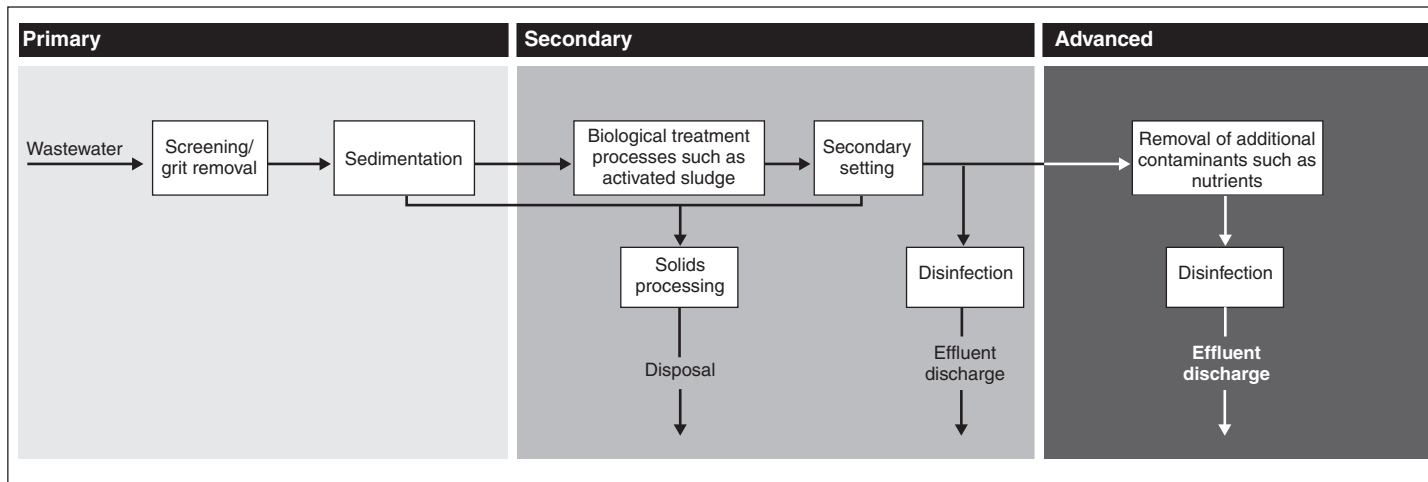 Primary
Secondary
Advanced
Wastewater
Screening/
grit removal
Sedimentation
Biological treatment
processes such as
activated sludge
Secondary
setting
Removal of additional
contaminants such as
nutrients
Solids
processing
Disinfection
Disinfection
Disposal
Effluent
discharge
Effluent
discharge